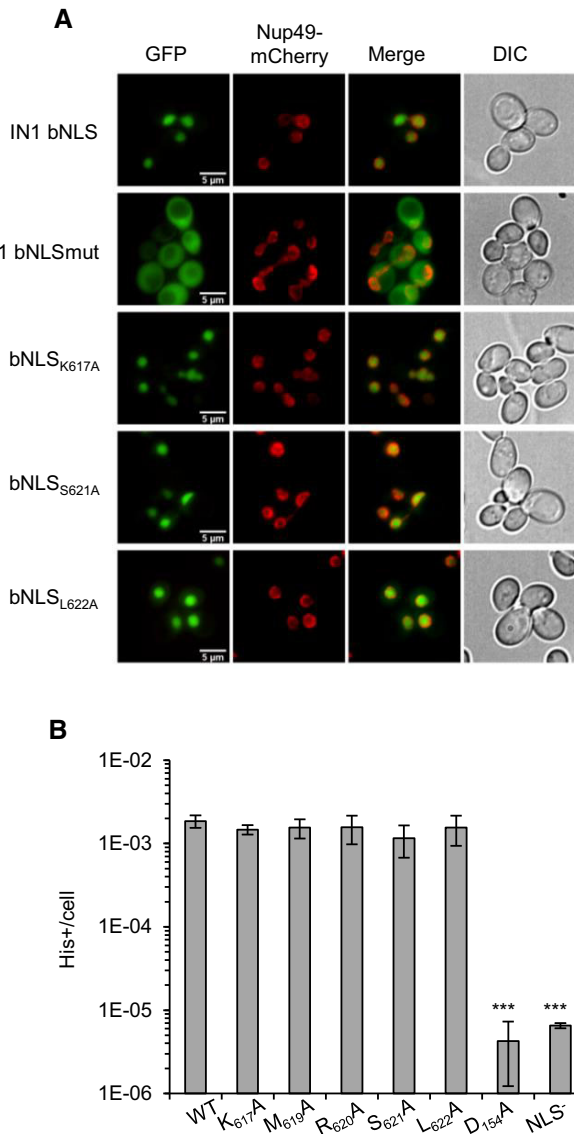 A
GFP Nup49-mCherry Merge DIC
IN1 bNLS
5 µm
1 bNLSmut
5 µm
bNLSK617A
5 µm
bNLSS621A
5 µm
bNLSL622A
5 µm
B
1E-02
1E-03
1E-04
1E-05
1E-06
His+/cell
*** ***
WT K617A M619A R620A S621A L622A D154A NLS-